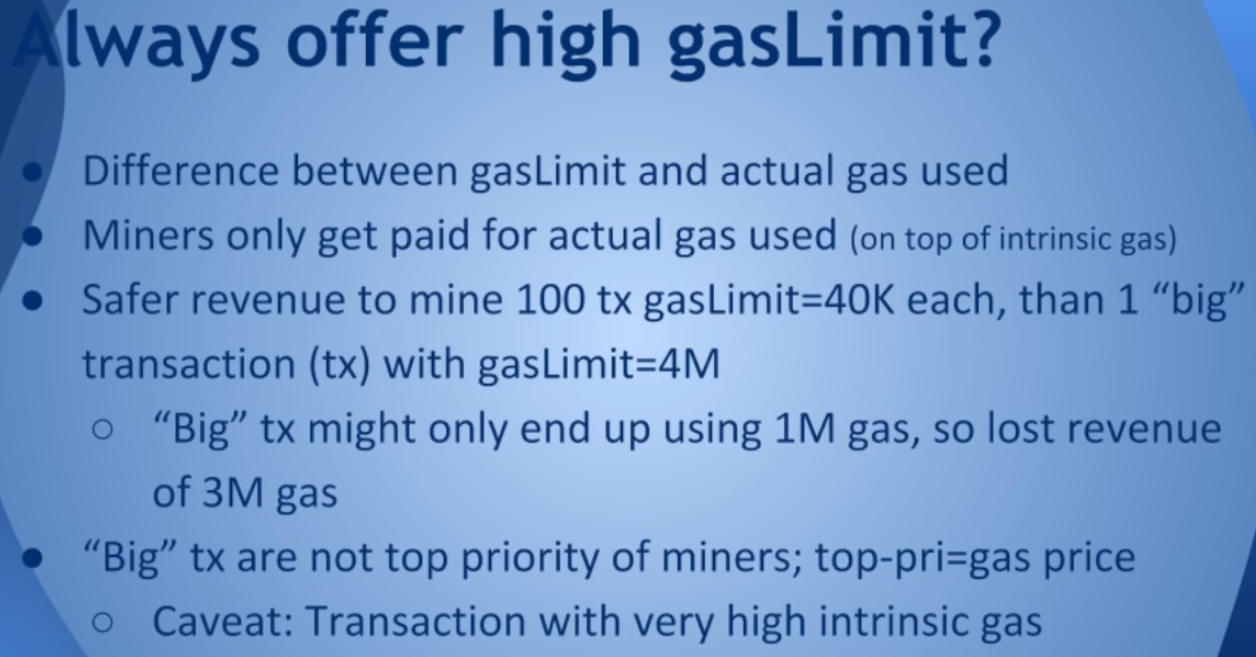 Always offer high gasLimit?
● Difference between gasLimit and actual gas used
● Miners only get paid for actual gas used (on top of intrinsic gas)
● Safer revenue to mine 100 tx gasLimit=40K each, than 1 “big”
transaction (tx) with gasLimit=4M
○ “Big” tx might only end up using 1M gas, so lost revenue
of 3M gas
● “Big” tx are not top priority of miners; top-pri=gas price
○ Caveat: Transaction with very high intrinsic gas